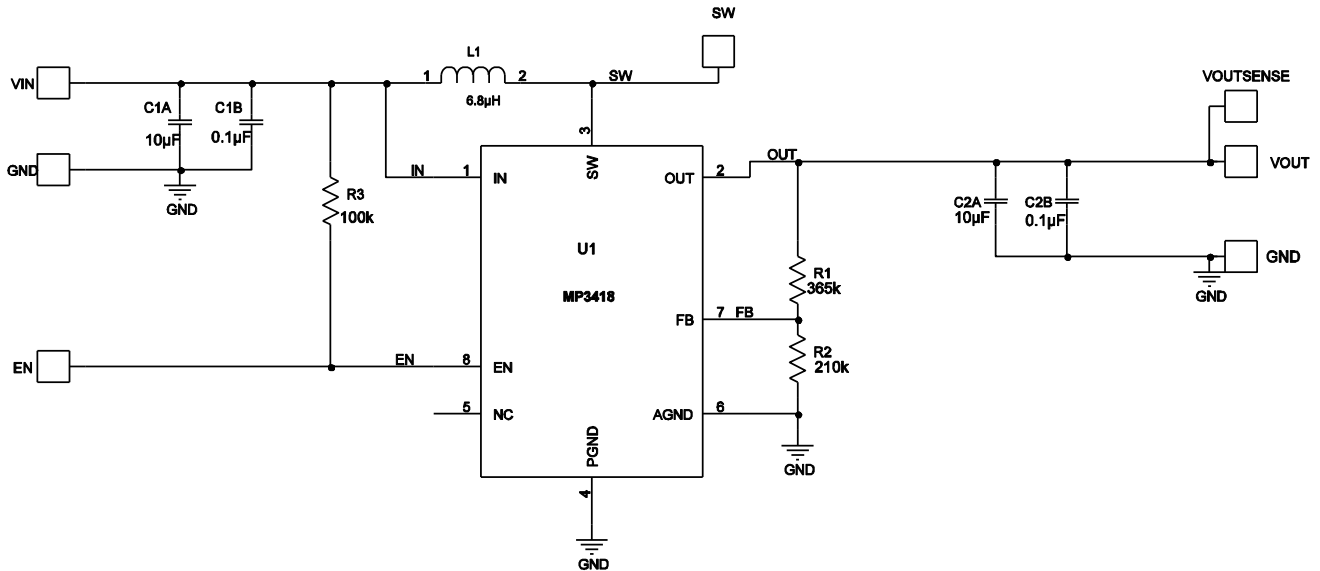 SW
VIN
1
L1
2
SW
6.8µH
VOUTSENSE
C1A
10µF
C1B
0.1µF
3
GND
GND
IN
1
IN
SW
OUT
2
OUT
VOUT
R3
100k
C2A
10µF
C2B
0.1µF
U1
MP3418
R1
365k
GND
GND
FB
7
FB
R2
210k
EN
EN
8
EN
5
NC
AGND
6
PGND
GND
4
GND